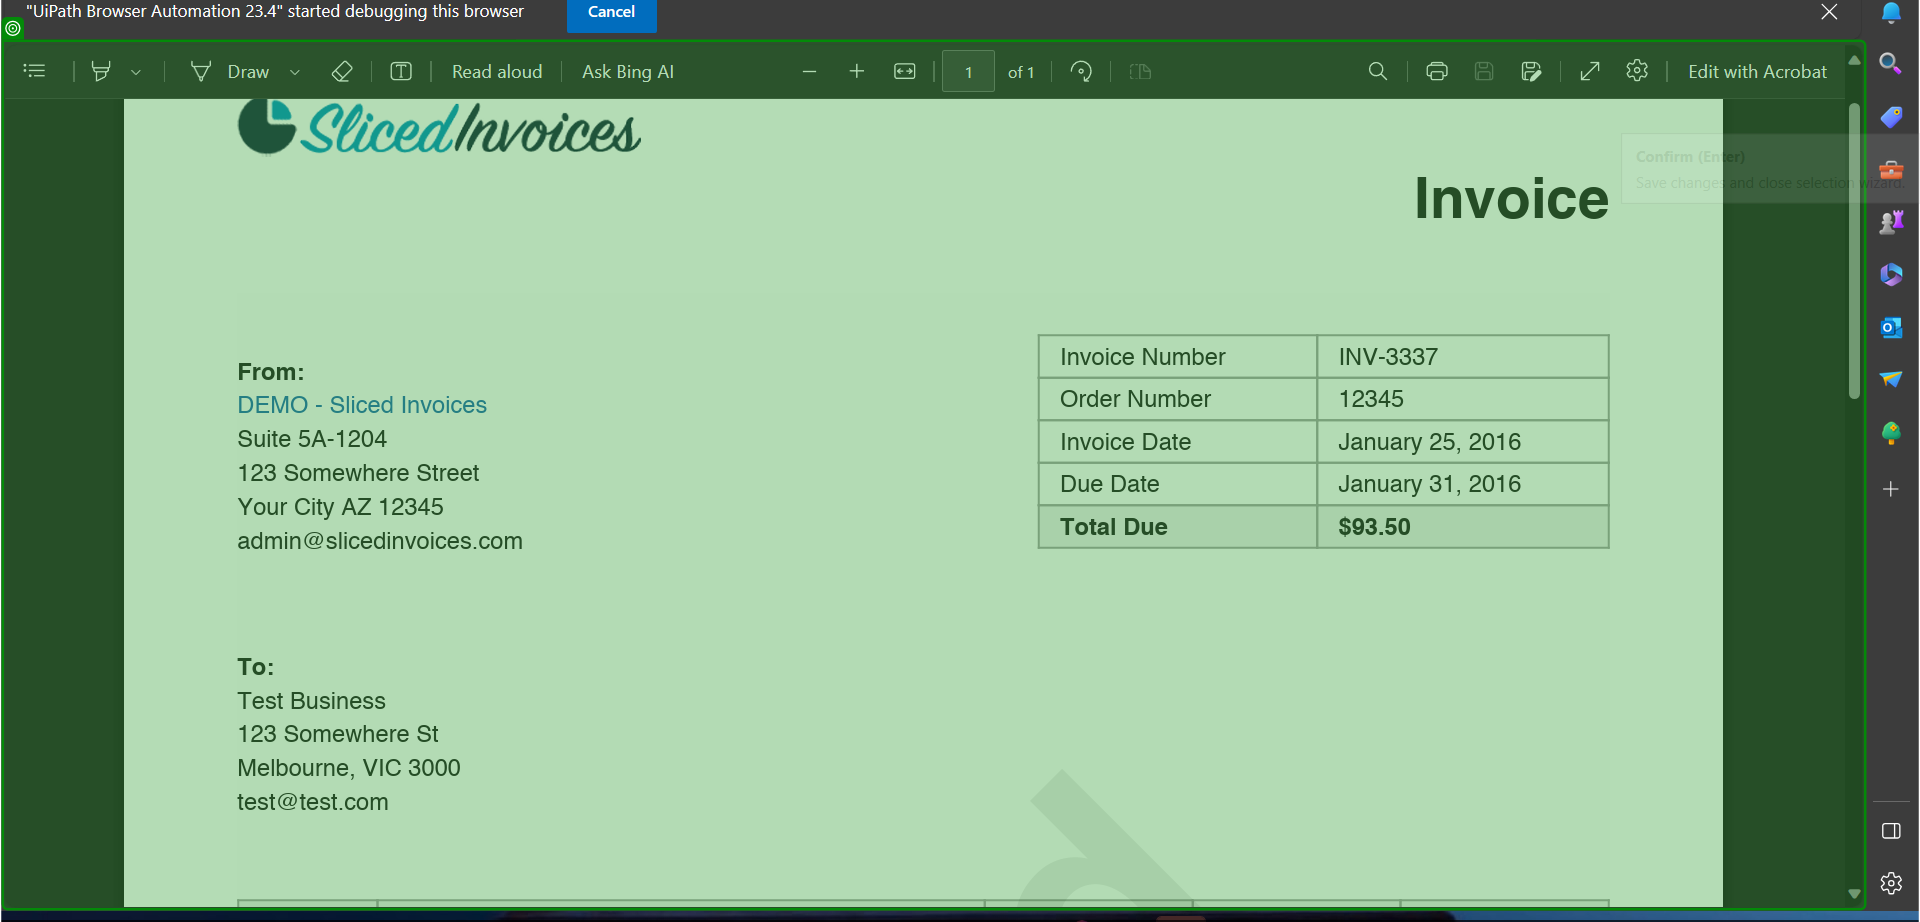 "UiPath Browser Automation 23.4" started debugging this browser Cancel
Draw Read aloud Ask Bing AI 1 of 1 Edit with Acrobat
SlicedInvoices
Confirm (Enter)
Save changes and close selection wizard.
Invoice
From:
DEMO - Sliced Invoices
Suite 5A-1204
123 Somewhere Street
Your City AZ 12345
admin@slicedinvoices.com
Invoice Number INV-3337
Order Number 12345
Invoice Date January 25, 2016
Due Date January 31, 2016
Total Due $93.50
To:
Test Business
123 Somewhere St
Melbourne, VIC 3000
test@test.com
d